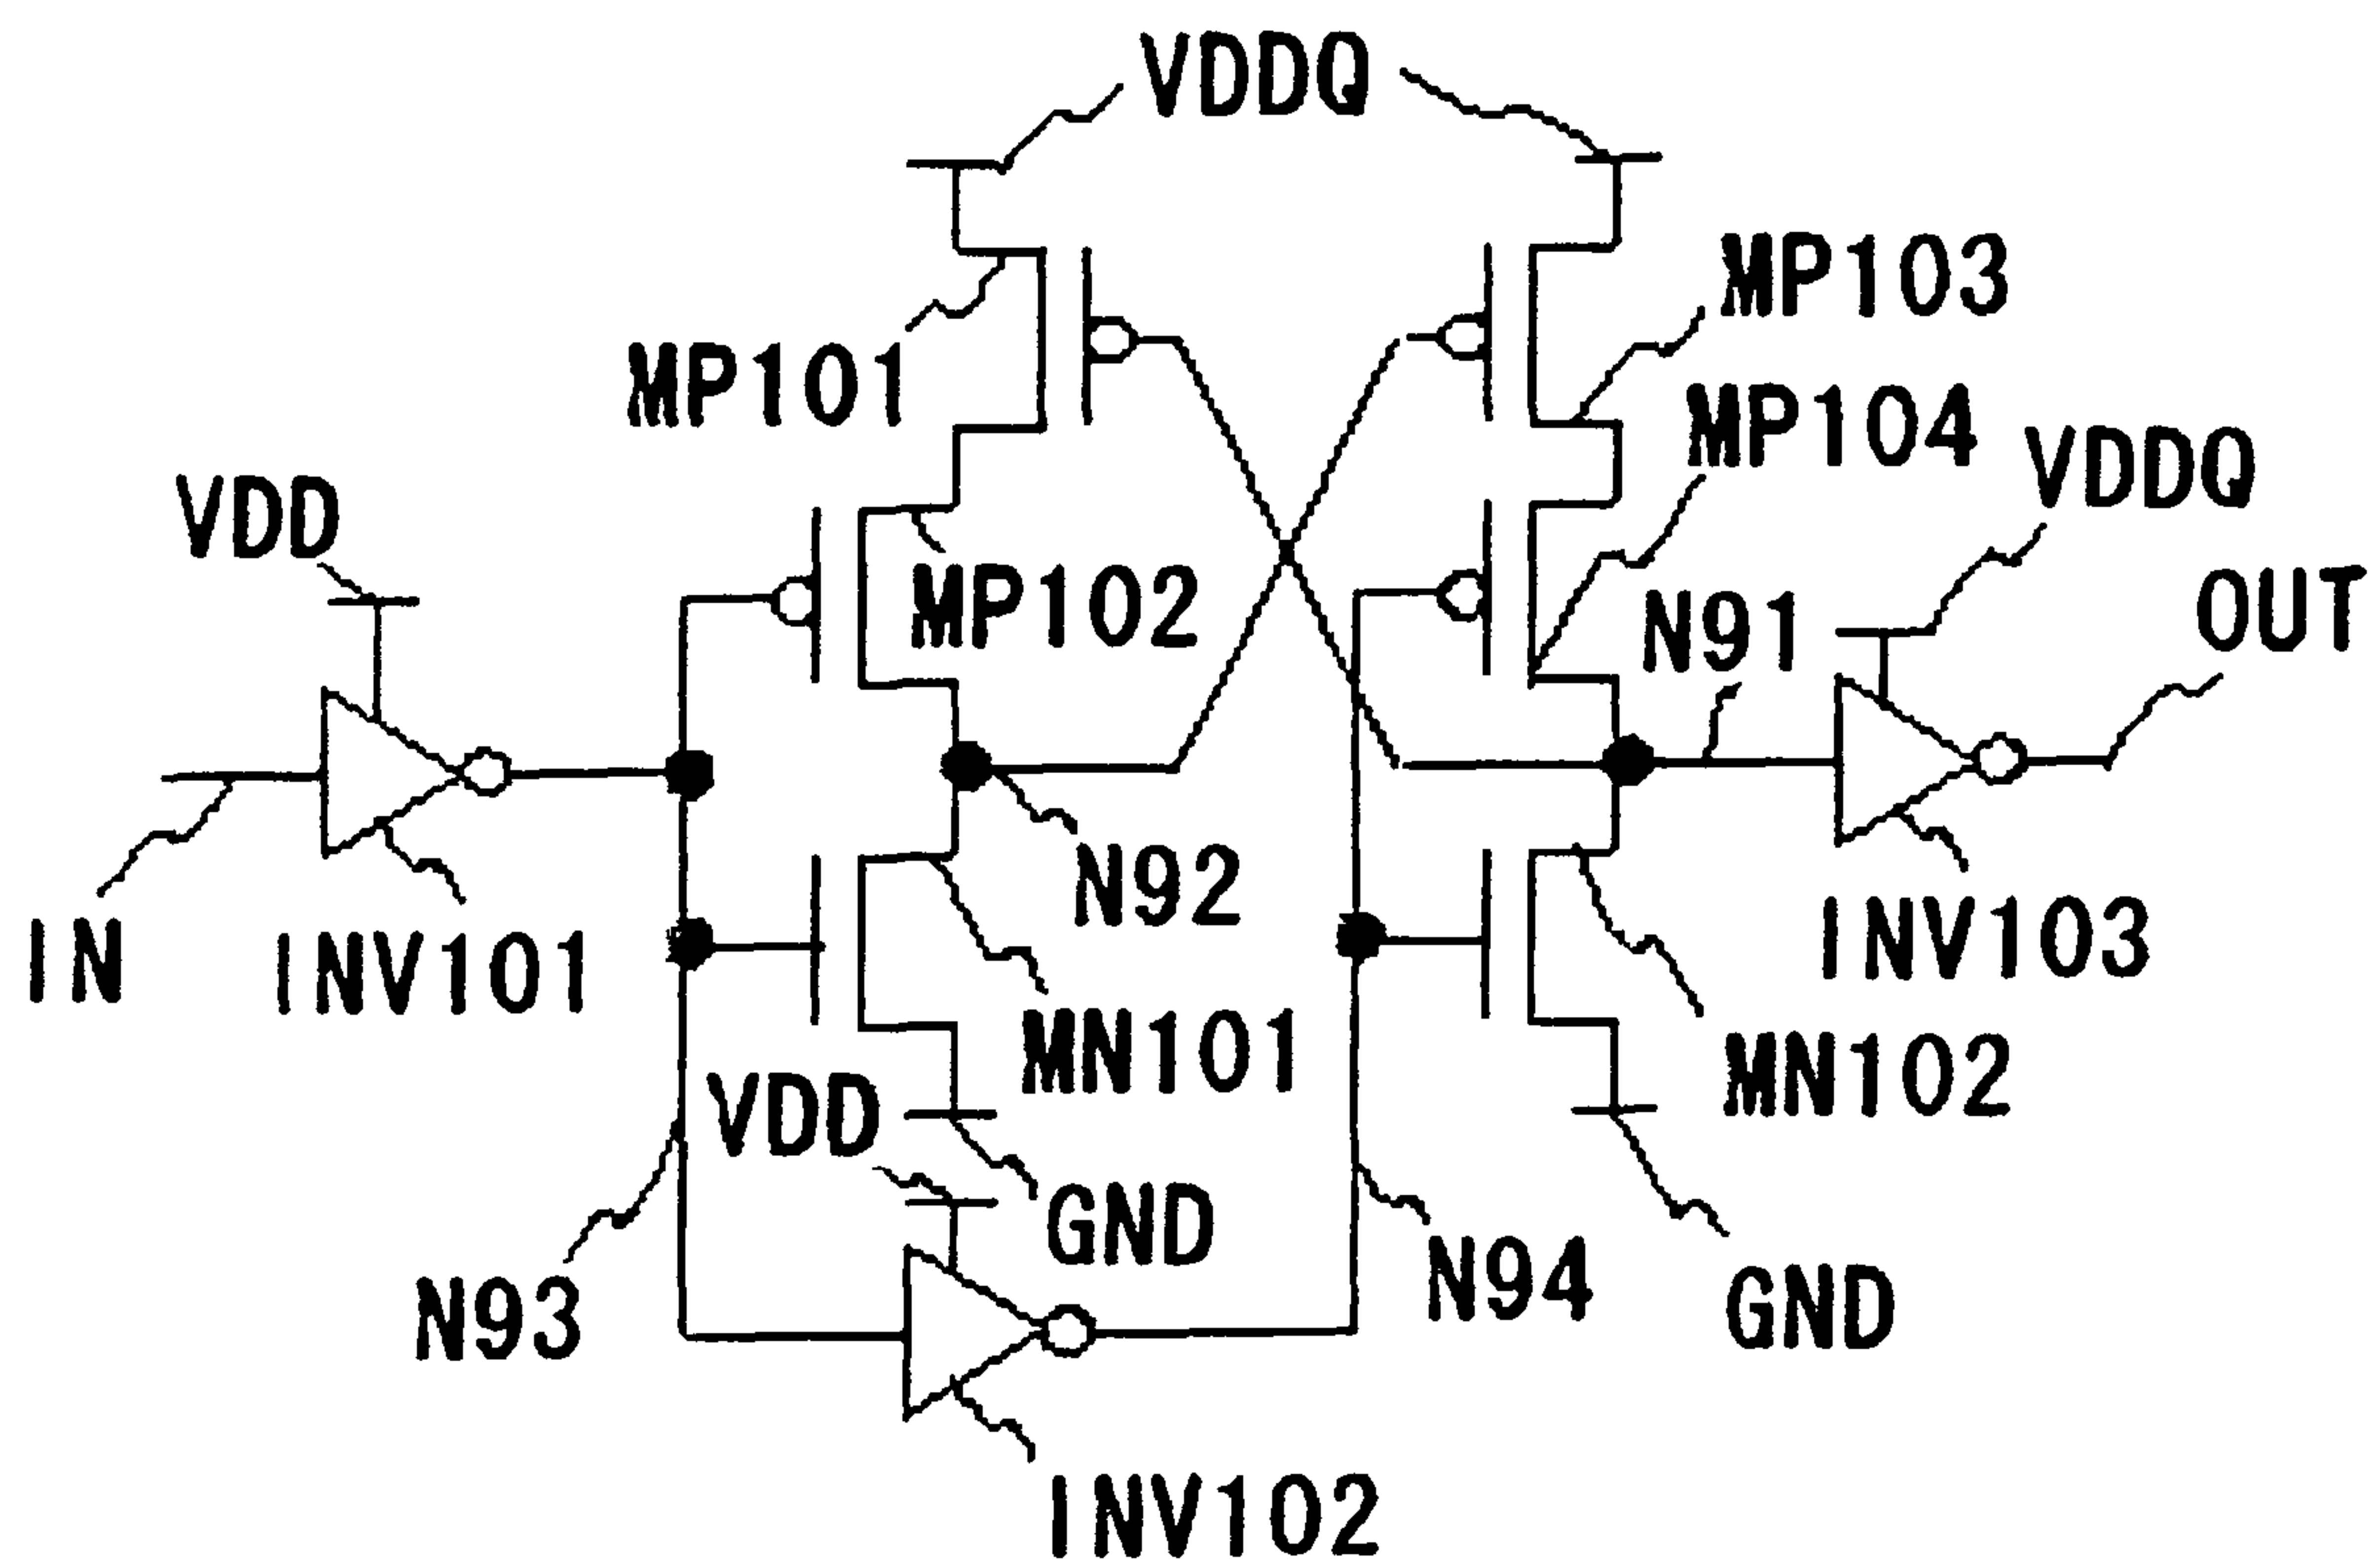 VDDQ
MP103
MP101
MP104
VDDQ
VDD
MP102
N91
OUT
N92
INV103
IN
INV101
MN101
MN102
VDD
GND
N94
N93
GND
INV102